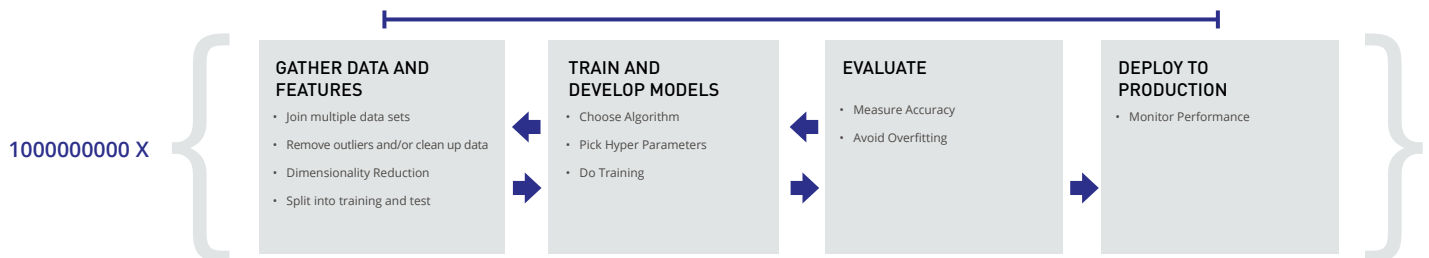 1000000000 X
GATHER DATA AND
FEATURES
• Join multiple data sets
• Remove outliers and/or clean up data
• Dimensionality Reduction
• Split into training and test
TRAIN AND
DEVELOP MODELS
• Choose Algorithm
• Pick Hyper Parameters
• Do Training
EVALUATE
• Measure Accuracy
• Avoid Overfitting
DEPLOY TO
PRODUCTION
• Monitor Performance